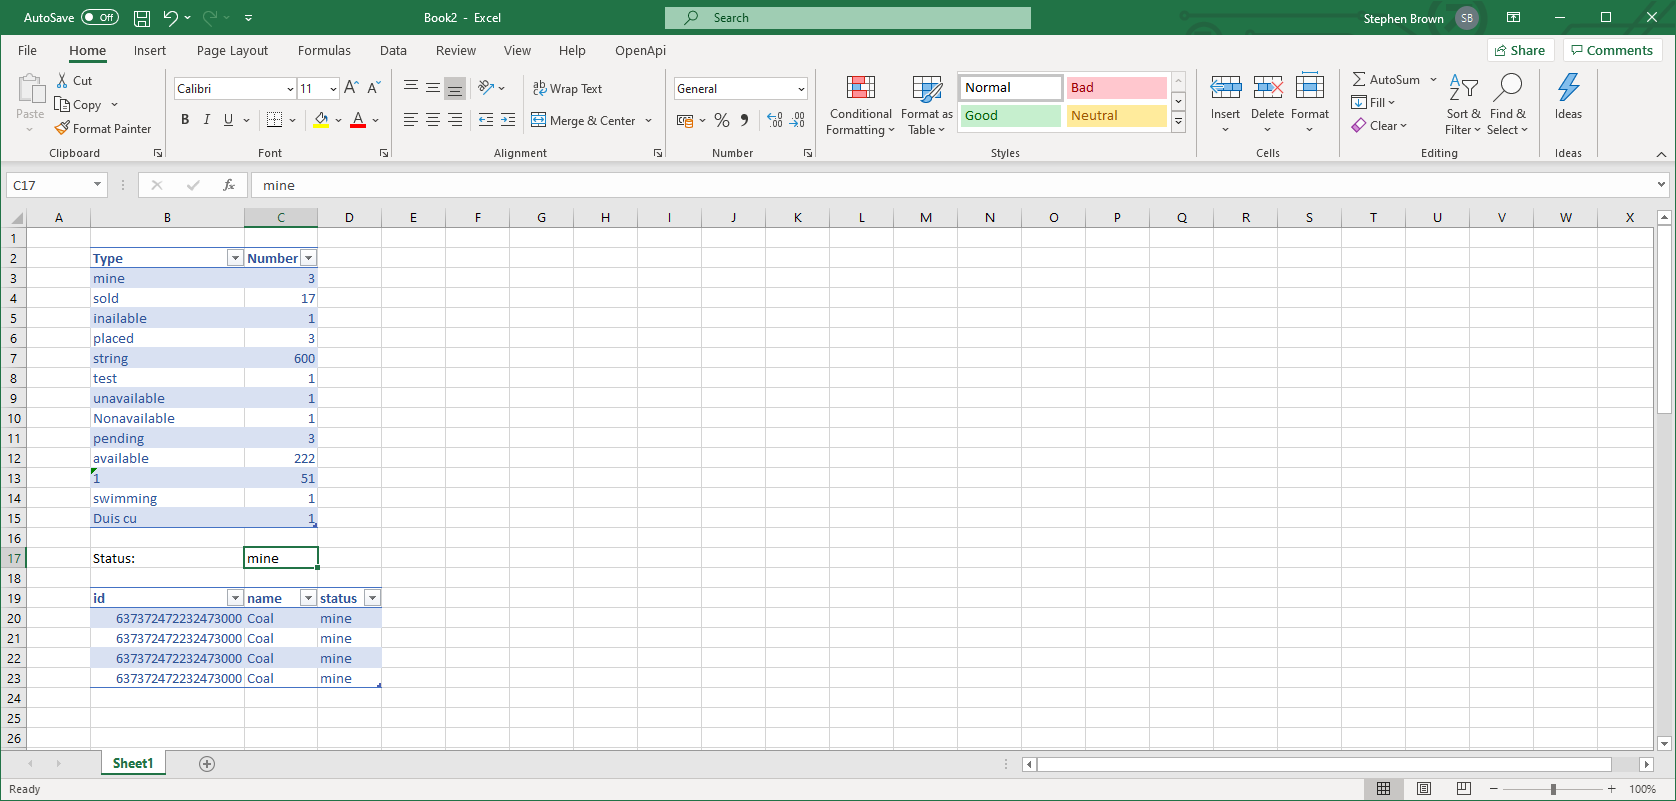 AutoSave Off Book2 - Excel Search Stephen Brown SB
File Home Insert Page Layout Formulas Data Review View Help OpenApi Share Comments
Paste Cut Copy Format Painter Clipboard
Calibri 11 B I U A Font
ab Wrap Text Merge & Center Alignment
General % Number
Conditional Formatting Format as Table Normal Bad Good Neutral Styles
Insert Delete Format Cells
AutoSum Fill Clear Sort & Filter Find & Select Editing
Ideas Ideas
C17 fx mine
A B C D E F G H I J K L M N O P Q R S T U V W X
1
2 Type Number
3 mine 3
4 sold 17
5 inailable 1
6 placed 3
7 string 600
8 test 1
9 unavailable 1
10 Nonavailable 1
11 pending 3
12 available 222
13 1 51
14 swimming 1
15 Duis cu 1
16
17 Status: mine
18
19 id name status
20 637372472232473000 Coal mine
21 637372472232473000 Coal mine
22 637372472232473000 Coal mine
23 637372472232473000 Coal mine
24
25
26
Sheet1
Ready 100%